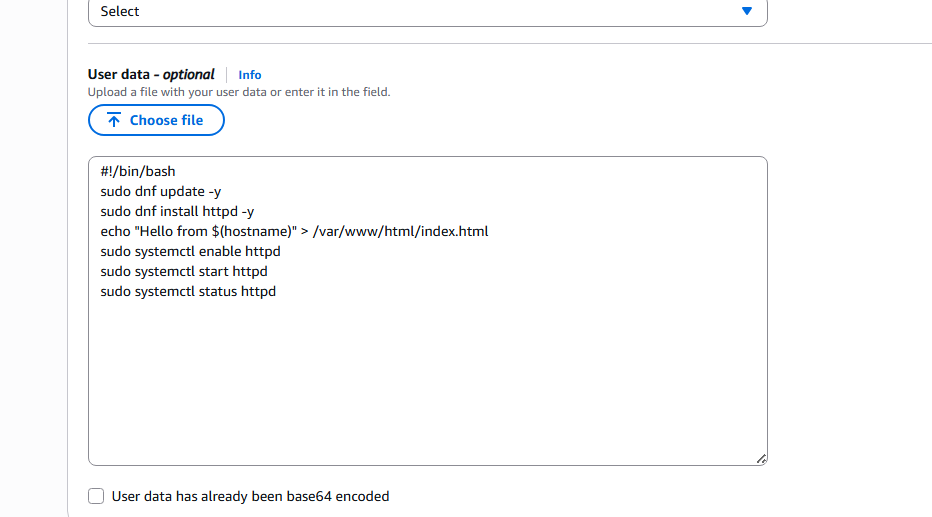 Select
User data - optional Info
Upload a file with your user data or enter it in the field.
Choose file
#!/bin/bash
sudo dnf update -y
sudo dnf install httpd -y
echo "Hello from $(hostname)" > /var/www/html/index.html
sudo systemctl enable httpd
sudo systemctl start httpd
sudo systemctl status httpd
User data has already been base64 encoded